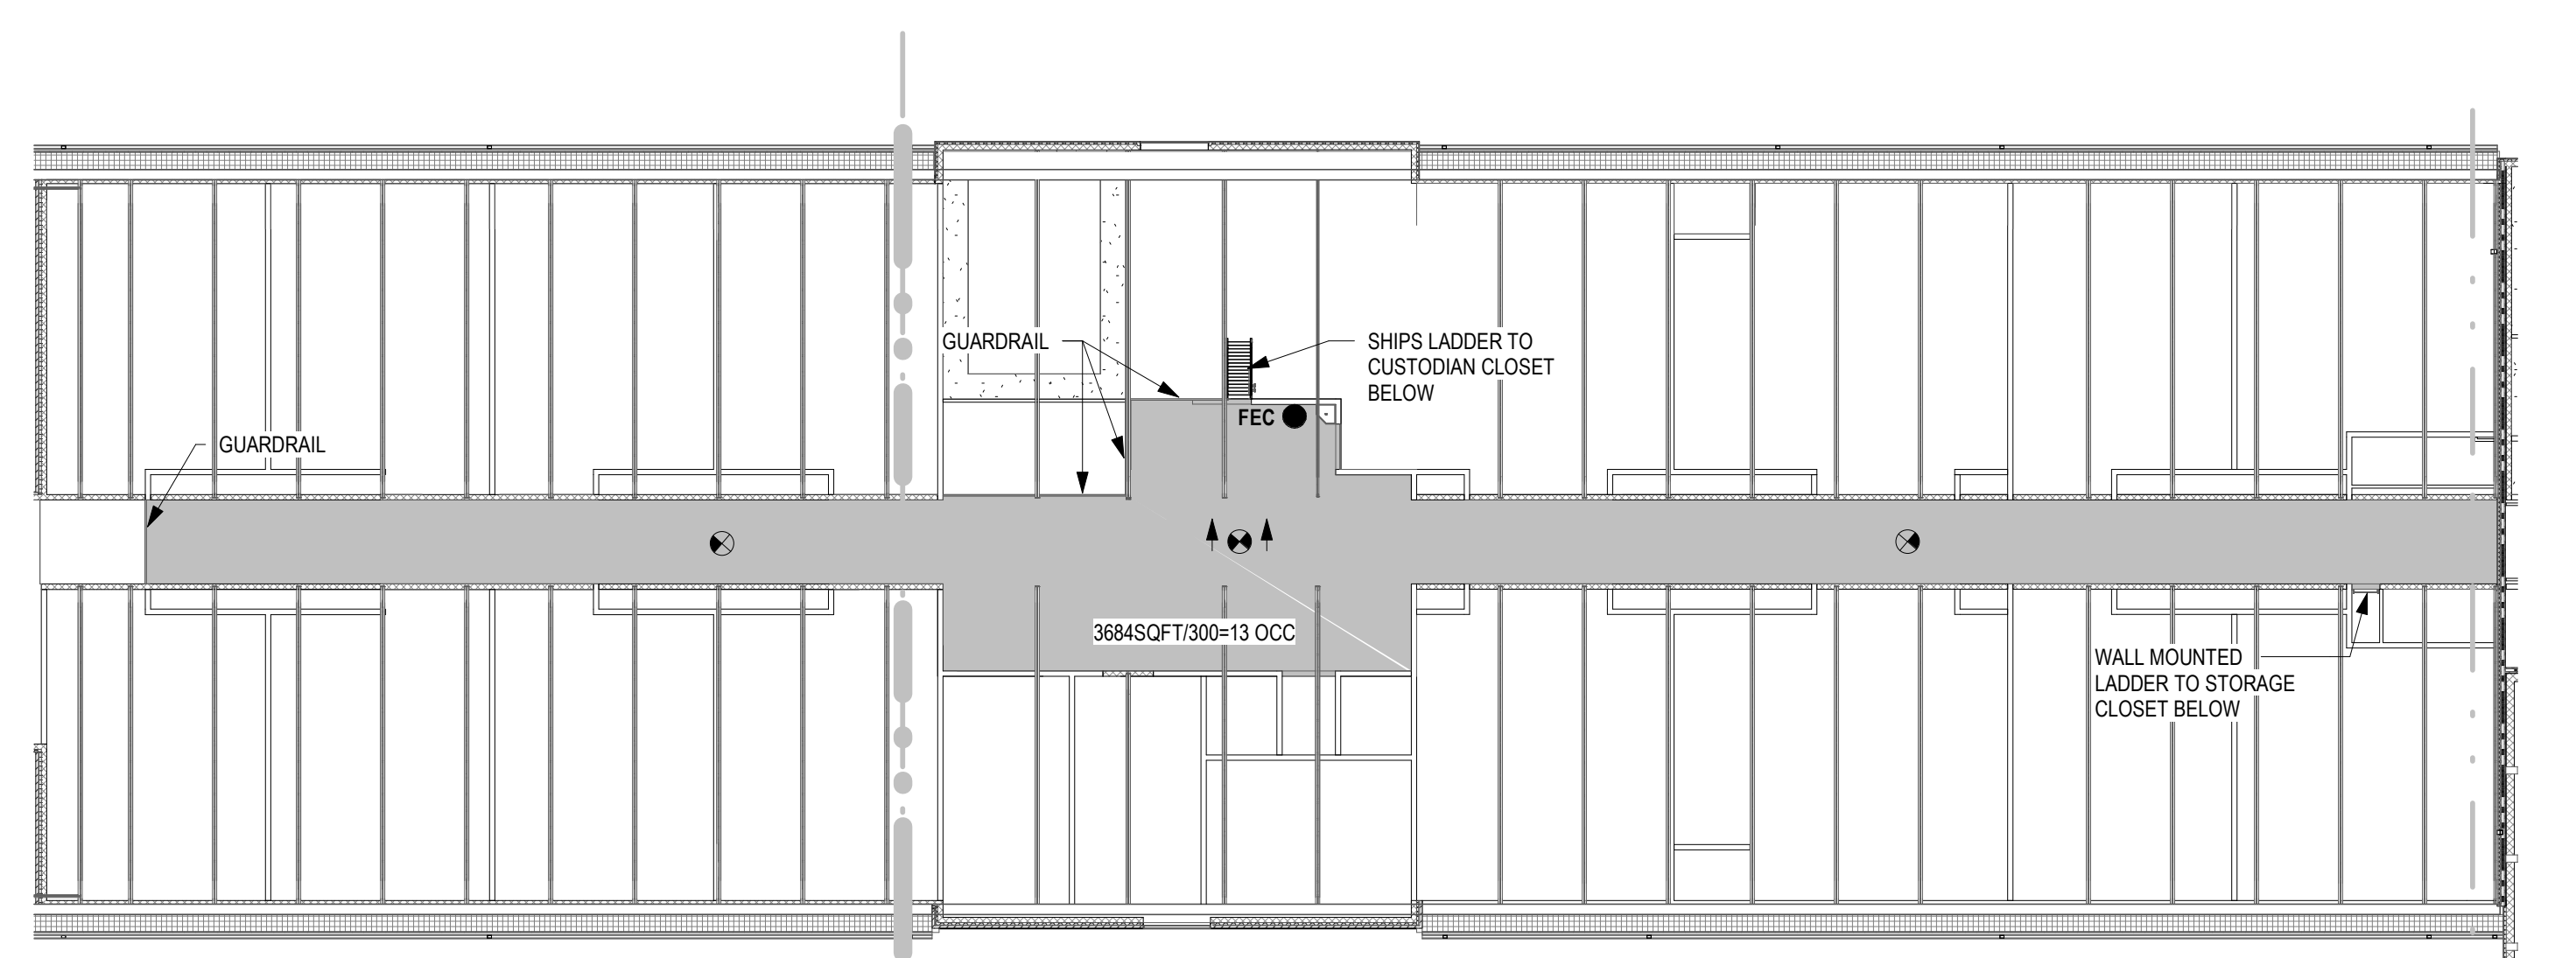 GUARDRAIL
SHIPS LADDER TO
CUSTODIAN CLOSET
BELOW
FEC
GUARDRAIL
3684SQFT/300=13 OCC
WALL MOUNTED
LADDER TO STORAGE
CLOSET BELOW